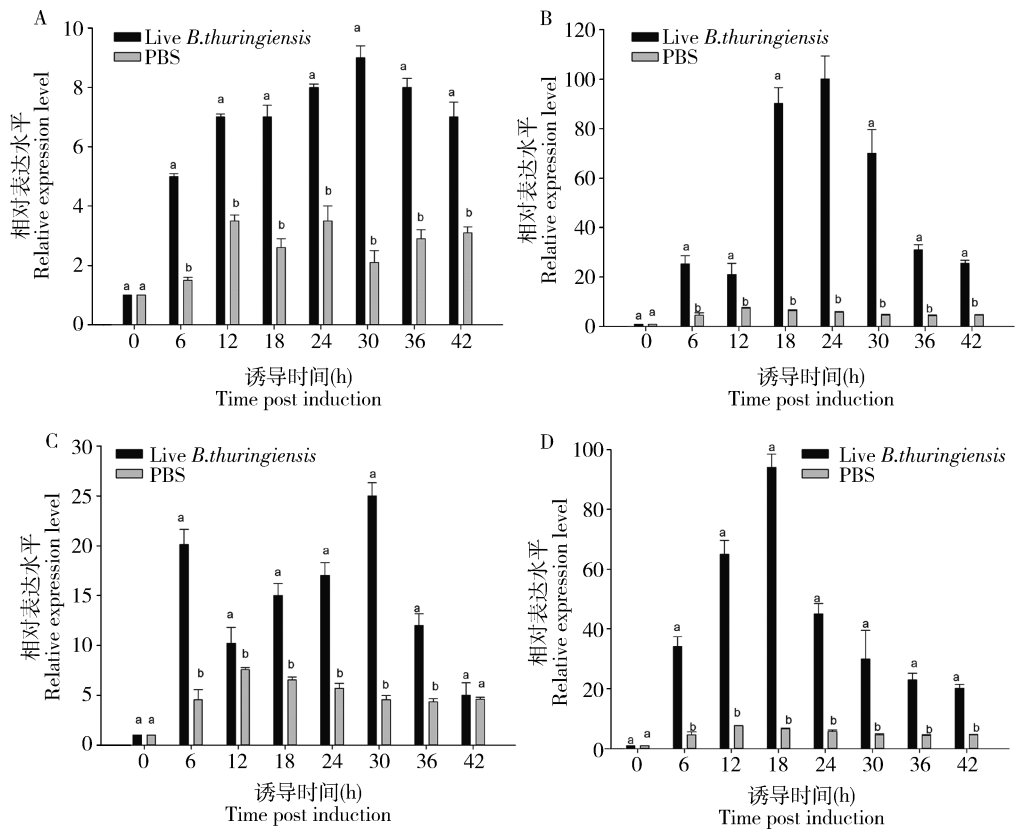 A
Live B.thuringiensis
PBS
相对表达水平
Relative expression level
10
8
6
4
2
0
a a a b a b a b a b a b a b a b
0 6 12 18 24 30 36 42
诱导时间(h)
Time post induction
B
Live B.thuringiensis
PBS
相对表达水平
Relative expression level
120
100
80
60
40
20
0
a a a b a b a b a b a b a b a b
0 6 12 18 24 30 36 42
诱导时间(h)
Time post induction
C
Live B.thuringiensis
PBS
相对表达水平
Relative expression level
30
25
20
15
10
5
0
a a a b a b a b a b a b a b a a
0 6 12 18 24 30 36 42
诱导时间(h)
Time post induction
D
Live B.thuringiensis
PBS
相对表达水平
Relative expression level
100
80
60
40
20
0
a a a b a b a b a b a b a b a b
0 6 12 18 24 30 36 42
诱导时间(h)
Time post induction